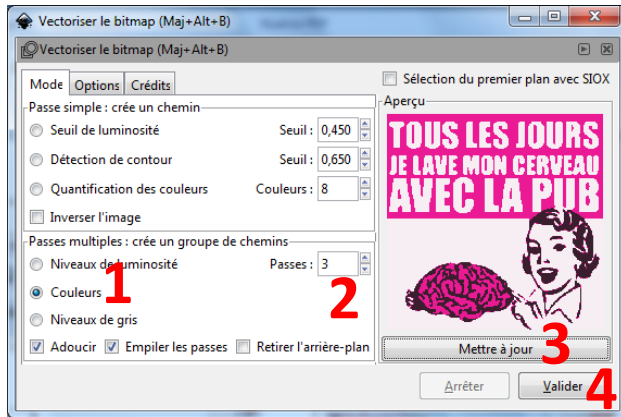 Vectoriser le bitmap (Maj+Alt+B)
Vectoriser le bitmap (Maj+Alt+B)
Mode Options Crédits
Sélection du premier plan avec SIOX
Passe simple : crée un chemin
Seuil de luminosité Seuil : 0,450
Détection de contour Seuil : 0,650
Quantification des couleurs Couleurs : 8
Inverser l'image
Passes multiples : crée un groupe de chemins
Niveaux de luminosité Passes : 3
Couleurs 1
2
Niveaux de gris
Adoucir Empiler les passes Retirer l'arrière-plan
Aperçu
TOUS LES JOURS
JE LAVE MON CERVEAU
AVEC LA PUB
Mettre à jour 3
Arrêter Valider 4